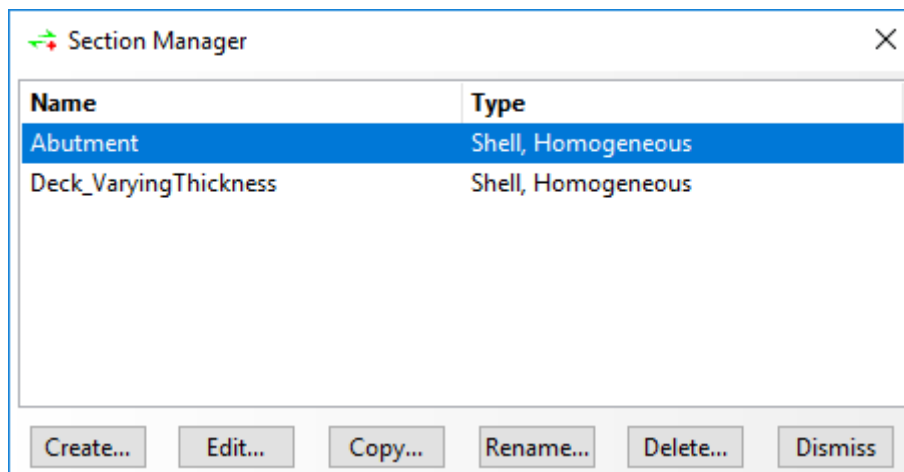 Section Manager
Name Type
Abutment Shell, Homogeneous
Deck_VaryingThickness Shell, Homogeneous
Create... Edit... Copy... Rename... Delete... Dismiss